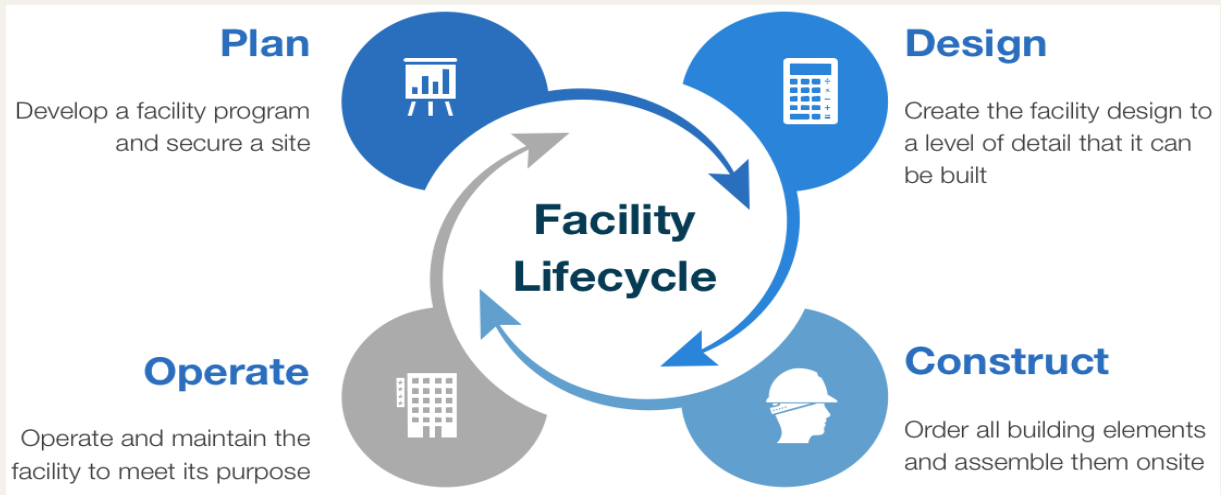 Plan
Develop a facility program
and secure a site
Design
Create the facility design to
a level of detail that it can
be built
Facility
Lifecycle
Operate
Operate and maintain the
facility to meet its purpose
Construct
Order all building elements
and assemble them onsite